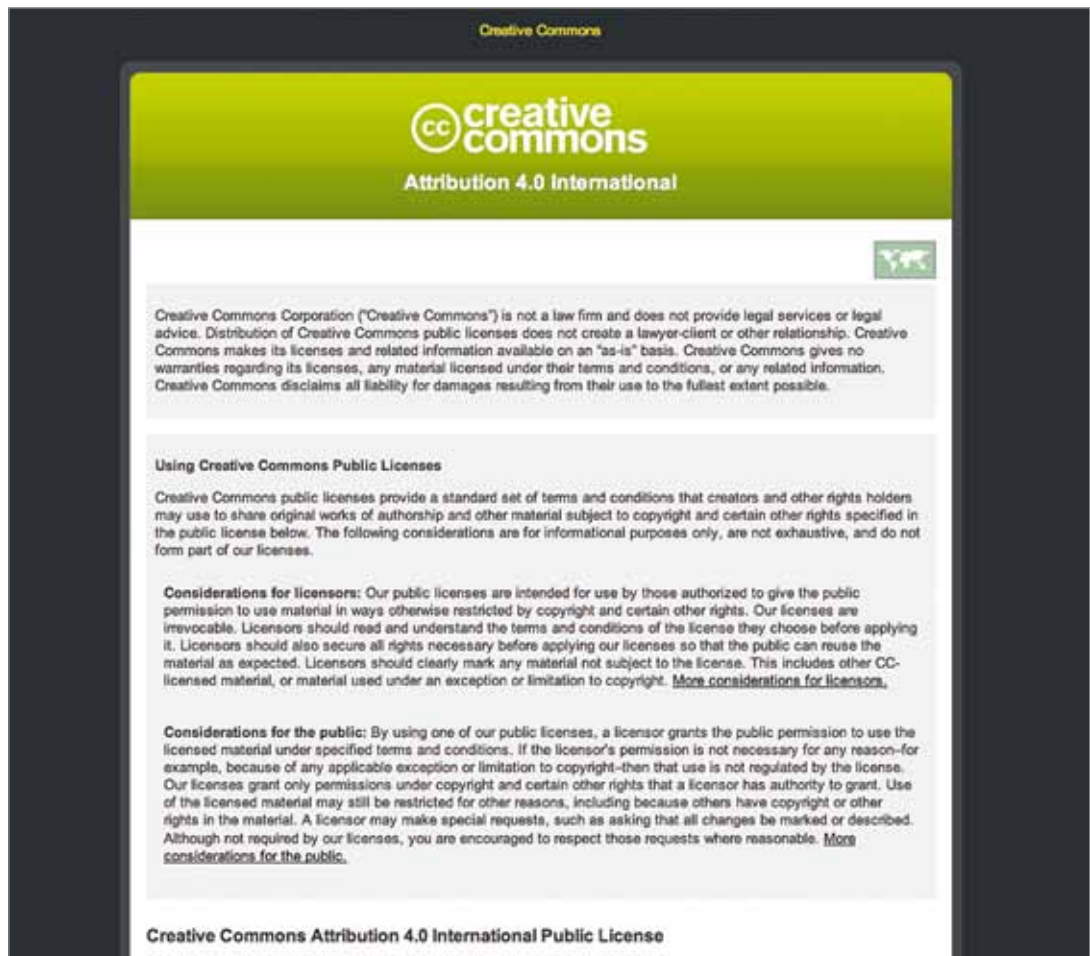 Creative Commons
cc creative
commons
Attribution 4.0 International
Creative Commons Corporation ("Creative Commons") is not a law firm and does not provide legal services or legal
advice. Distribution of Creative Commons public licenses does not create a lawyer-client or other relationship. Creative
Commons makes its licenses and related information available on an "as-is" basis. Creative Commons gives no
warranties regarding its licenses, any material licensed under their terms and conditions, or any related information.
Creative Commons disclaims all liability for damages resulting from their use to the fullest extent possible.
Using Creative Commons Public Licenses
Creative Commons public licenses provide a standard set of terms and conditions that creators and other rights holders
may use to share original works of authorship and other material subject to copyright and certain other rights specified in
the public license below. The following considerations are for informational purposes only, are not exhaustive, and do not
form part of our licenses.
Considerations for licensors: Our public licenses are intended for use by those authorized to give the public
permission to use material in ways otherwise restricted by copyright and certain other rights. Our licenses are
irrevocable. Licensors should read and understand the terms and conditions of the license they choose before applying
it. Licensors should also secure all rights necessary before applying our licenses so that the public can reuse the
material as expected. Licensors should clearly mark any material not subject to the license. This includes other CC-
licensed material, or material used under an exception or limitation to copyright. More considerations for licensors.
Considerations for the public: By using one of our public licenses, a licensor grants the public permission to use the
licensed material under specified terms and conditions. If the licensor's permission is not necessary for any reason–for
example, because of any applicable exception or limitation to copyright–then that use is not regulated by the license.
Our licenses grant only permissions under copyright and certain other rights that a licensor has authority to grant. Use
of the licensed material may still be restricted for other reasons, including because others have copyright or other
rights in the material. A licensor may make special requests, such as asking that all changes be marked or described.
Although not required by our licenses, you are encouraged to respect those requests where reasonable. More
considerations for the public.
Creative Commons Attribution 4.0 International Public License